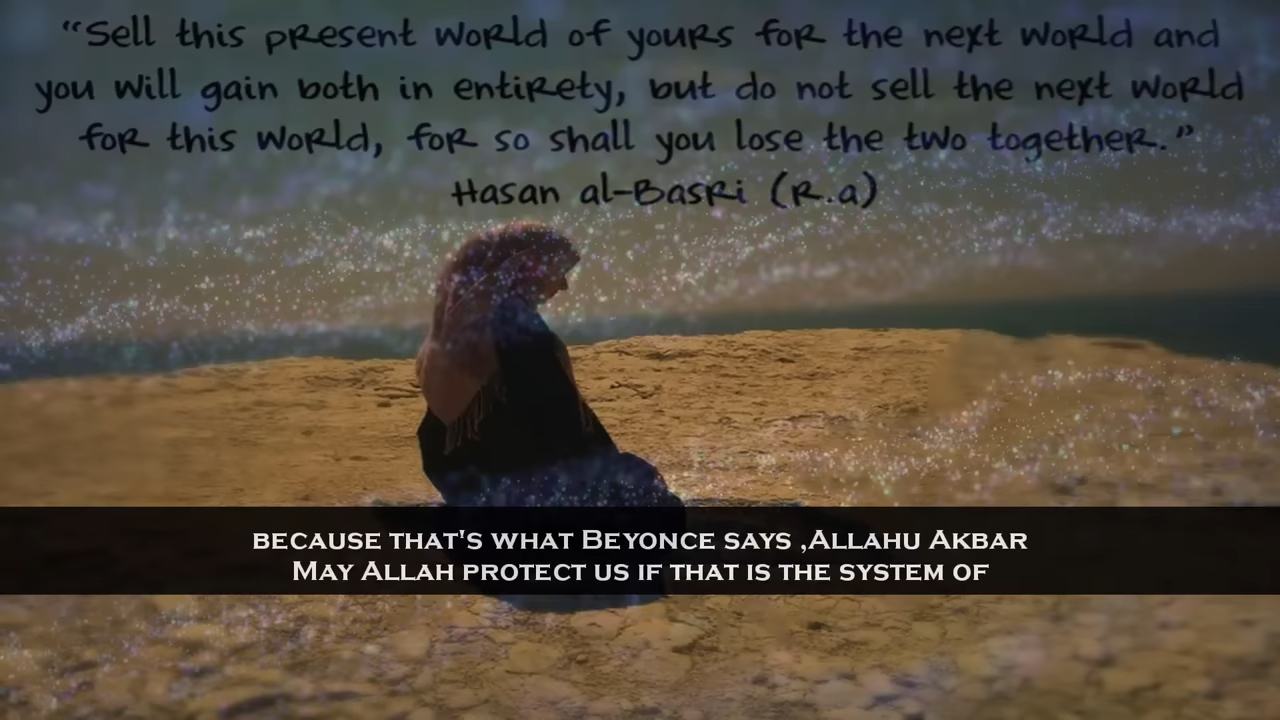 “Sell this present world of yours for the next world and
you will gain both in entirety, but do not sell the next world
for this world, for so shall you lose the two together.”
Hasan al-Basri (R.a)
BECAUSE THAT'S WHAT BEYONCE SAYS ,ALLAHU AKBAR
MAY ALLAH PROTECT US IF THAT IS THE SYSTEM OF